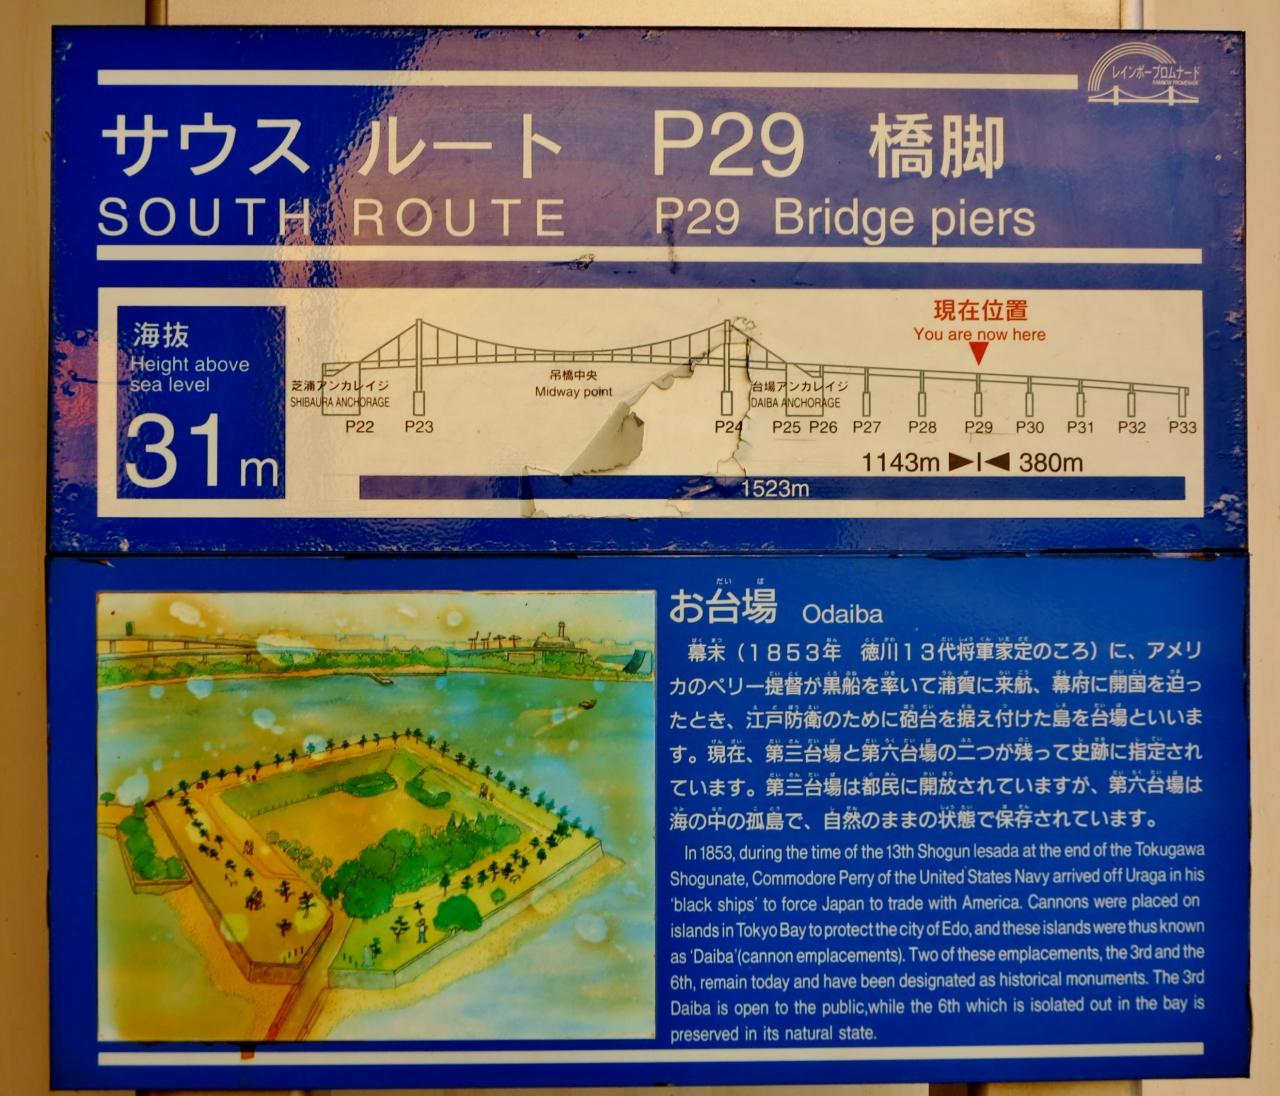 レインボープロムナード
RAINBOW PROMENADE
サウス ルート P29 橋脚
SOUTH ROUTE P29 Bridge piers
海抜
Height above
sea level
31m
現在位置
You are now here
芝浦アンカレイジ
SHIBAURA ANCHORAGE
吊橋中央
Midway point
台場アンカレイジ
DAIBA ANCHORAGE
P22 P23 P24 P25 P26 P27 P28 P29 P30 P31 P32 P33
1143m 380m
1523m
お台場 Odaiba
幕末(1853年 徳川13代将軍家定のころ)に、アメリ
カのペリー提督が黒船を率いて浦賀に来航、幕府に開国を迫っ
たとき、江戸防衛のために砲台を据え付けた島を台場といいま
す。現在、第三台場と第六台場の二つが残って史跡に指定され
ています。第三台場は都民に開放されていますが、第六台場は
海の中の孤島で、自然のままの状態で保存されています。
In 1853, during the time of the 13th Shogun Iesada at the end of the Tokugawa
Shogunate, Commodore Perry of the United States Navy arrived off Uraga in his
'black ships' to force Japan to trade with America. Cannons were placed on
islands in Tokyo Bay to protect the city of Edo, and these islands were thus known
as 'Daiba'(cannon emplacements). Two of these emplacements, the 3rd and the
6th, remain today and have been designated as historical monuments. The 3rd
Daiba is open to the public,while the 6th which is isolated out in the bay is
preserved in its natural state.